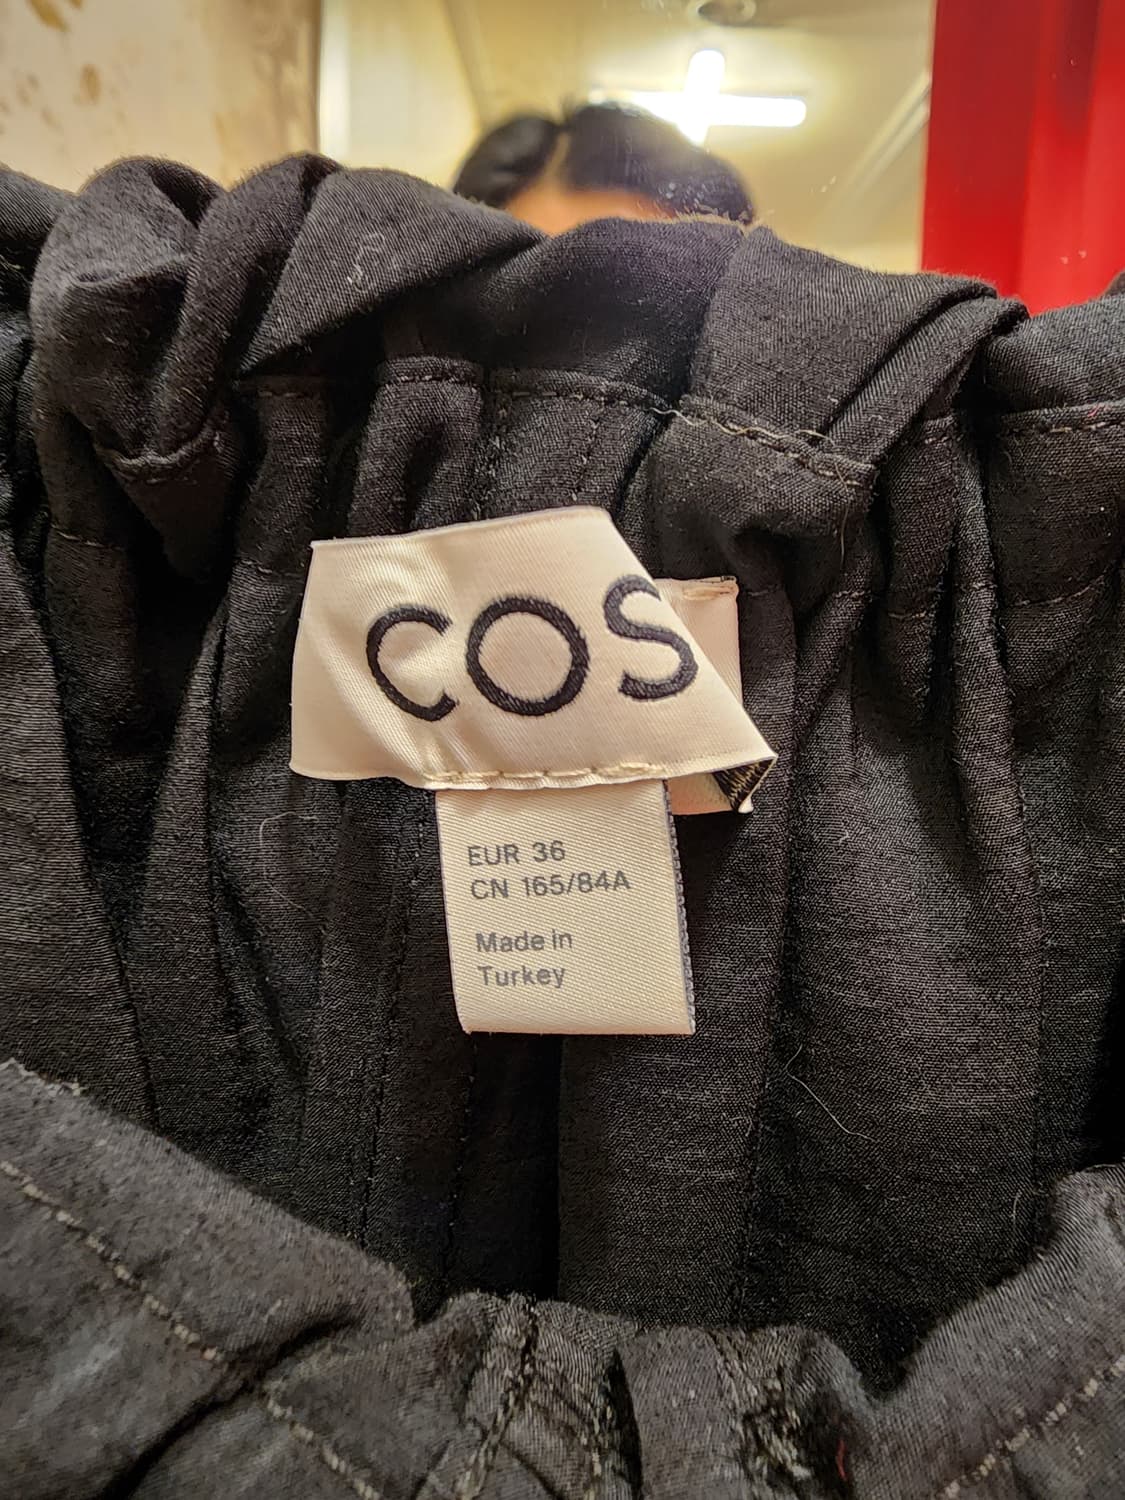 COS
EUR 36
CN 165/84A
Made in
Turkey